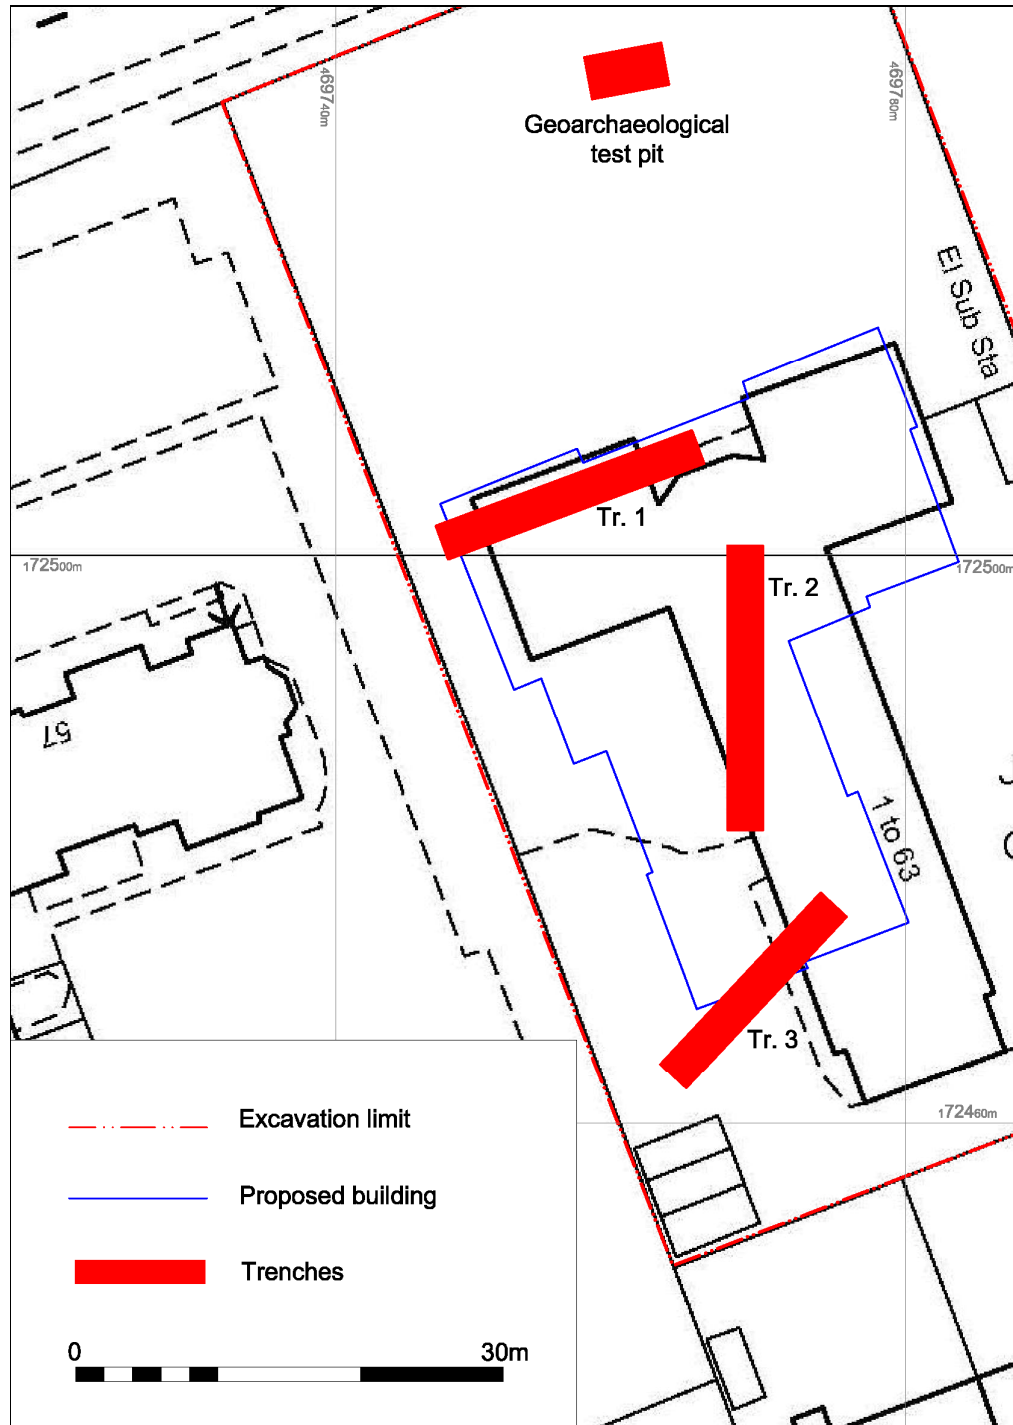 469740m
469780m
Geoarchaeological
test pit
El Sub Sta
Tr. 1
172500m
172500m
Tr. 2
57
1 to 63
Tr. 3
172460m
Excavation limit
Proposed building
Trenches
0 30m